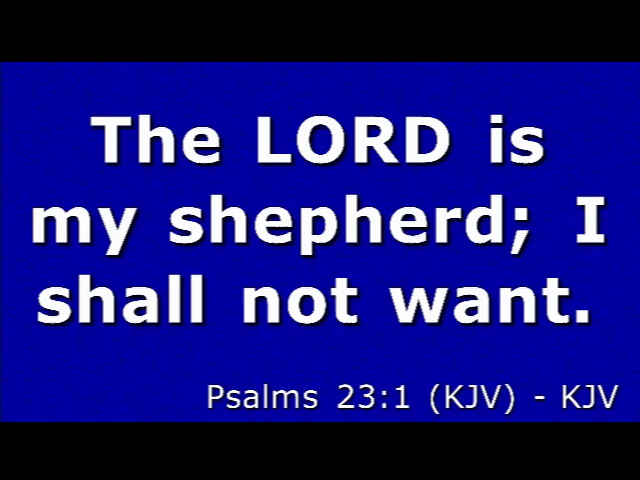 The LORD is
my shepherd; I
shall not want.
Psalms 23:1 (KJV) - KJV